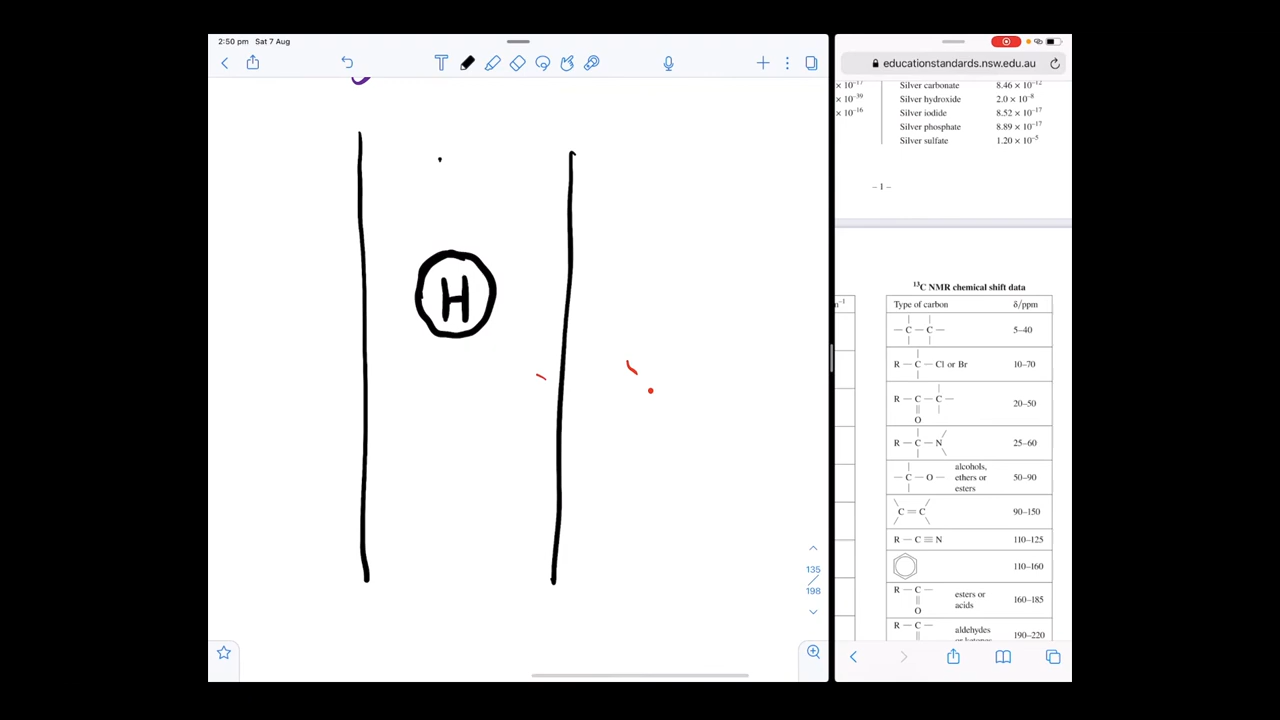 2:50 pm Sat 7 Aug
T
H
135
198
educationstandards.nsw.edu.au
Silver carbonate 8.46 × 10⁻¹²
× 10⁻³⁹ Silver hydroxide 2.0 × 10⁻⁸
× 10⁻¹⁶ Silver iodide 8.52 × 10⁻¹⁷
Silver phosphate 8.89 × 10⁻¹⁷
Silver sulfate 1.20 × 10⁻⁵
– 1 –
¹³C NMR chemical shift data
Type of carbon δ/ppm
C C 5–40
R C Cl or Br 10–70
R C C 20–50
O
R C N 25–60
C O alcohols, ethers or esters 50–90
C C 90–150
R C N 110–125
110–160
R C esters or acids 160–185
O
R C aldehydes 190–220